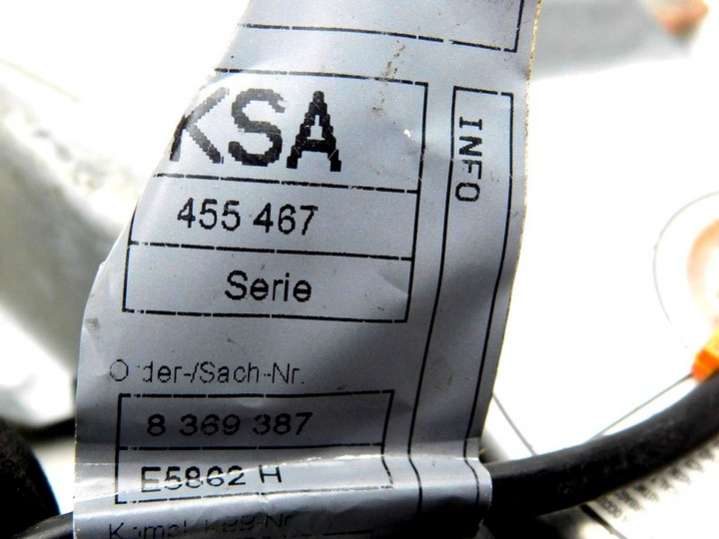 KSA
INFO
455 467
Serie
Order-/Sach-Nr.
8 369 387
E5862 H